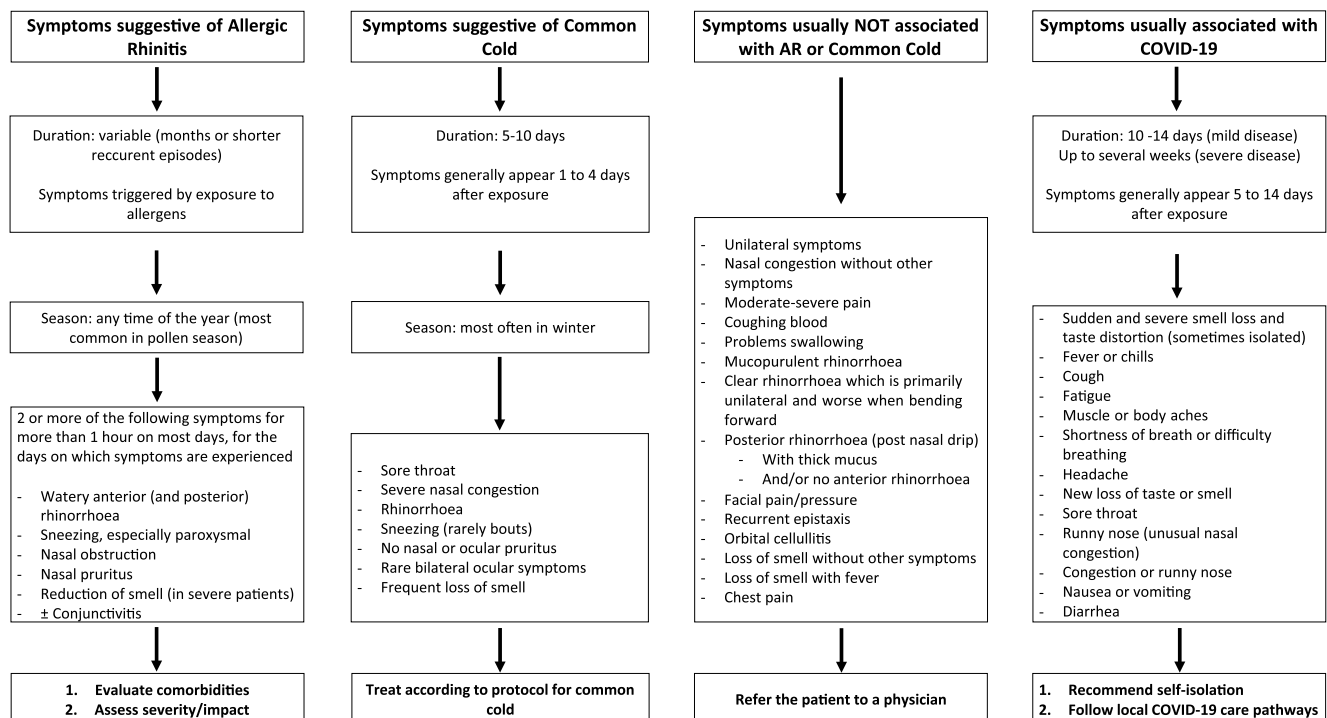 Symptoms suggestive of Allergic
Rhinitis
Duration: variable (months or shorter
reccurent episodes)
Symptoms triggered by exposure to
allergens
Season: any time of the year (most
common in pollen season)
2 or more of the following symptoms for
more than 1 hour on most days, for the
days on which symptoms are experienced
- Watery anterior (and posterior)
rhinorrhoea
- Sneezing, especially paroxysmal
- Nasal obstruction
- Nasal pruritus
- Reduction of smell (in severe patients)
- ± Conjunctivitis
1. Evaluate comorbidities
2. Assess severity/impact
Symptoms suggestive of Common
Cold
Duration: 5-10 days
Symptoms generally appear 1 to 4 days
after exposure
Season: most often in winter
- Sore throat
- Severe nasal congestion
- Rhinorrhoea
- Sneezing (rarely bouts)
- No nasal or ocular pruritus
- Rare bilateral ocular symptoms
- Frequent loss of smell
Treat according to protocol for common
cold
Symptoms usually NOT associated
with AR or Common Cold
- Unilateral symptoms
- Nasal congestion without other
symptoms
- Moderate-severe pain
- Coughing blood
- Problems swallowing
- Mucopurulent rhinorrhoea
- Clear rhinorrhoea which is primarily
unilateral and worse when bending
forward
- Posterior rhinorrhoea (post nasal drip)
- With thick mucus
- And/or no anterior rhinorrhoea
- Facial pain/pressure
- Recurrent epistaxis
- Orbital cellullitis
- Loss of smell without other symptoms
- Loss of smell with fever
- Chest pain
Refer the patient to a physician
Symptoms usually associated with
COVID-19
Duration: 10 -14 days (mild disease)
Up to several weeks (severe disease)
Symptoms generally appear 5 to 14 days
after exposure
- Sudden and severe smell loss and
taste distortion (sometimes isolated)
- Fever or chills
- Cough
- Fatigue
- Muscle or body aches
- Shortness of breath or difficulty
breathing
- Headache
- New loss of taste or smell
- Sore throat
- Runny nose (unusual nasal
congestion)
- Congestion or runny nose
- Nausea or vomiting
- Diarrhea
1. Recommend self-isolation
2. Follow local COVID-19 care pathways